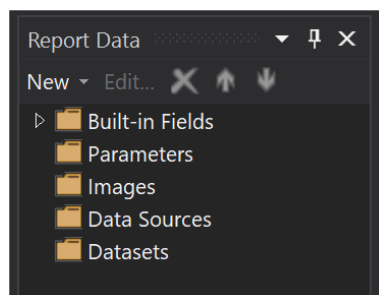 Report Data
New Edit...
Built-in Fields
Parameters
Images
Data Sources
Datasets